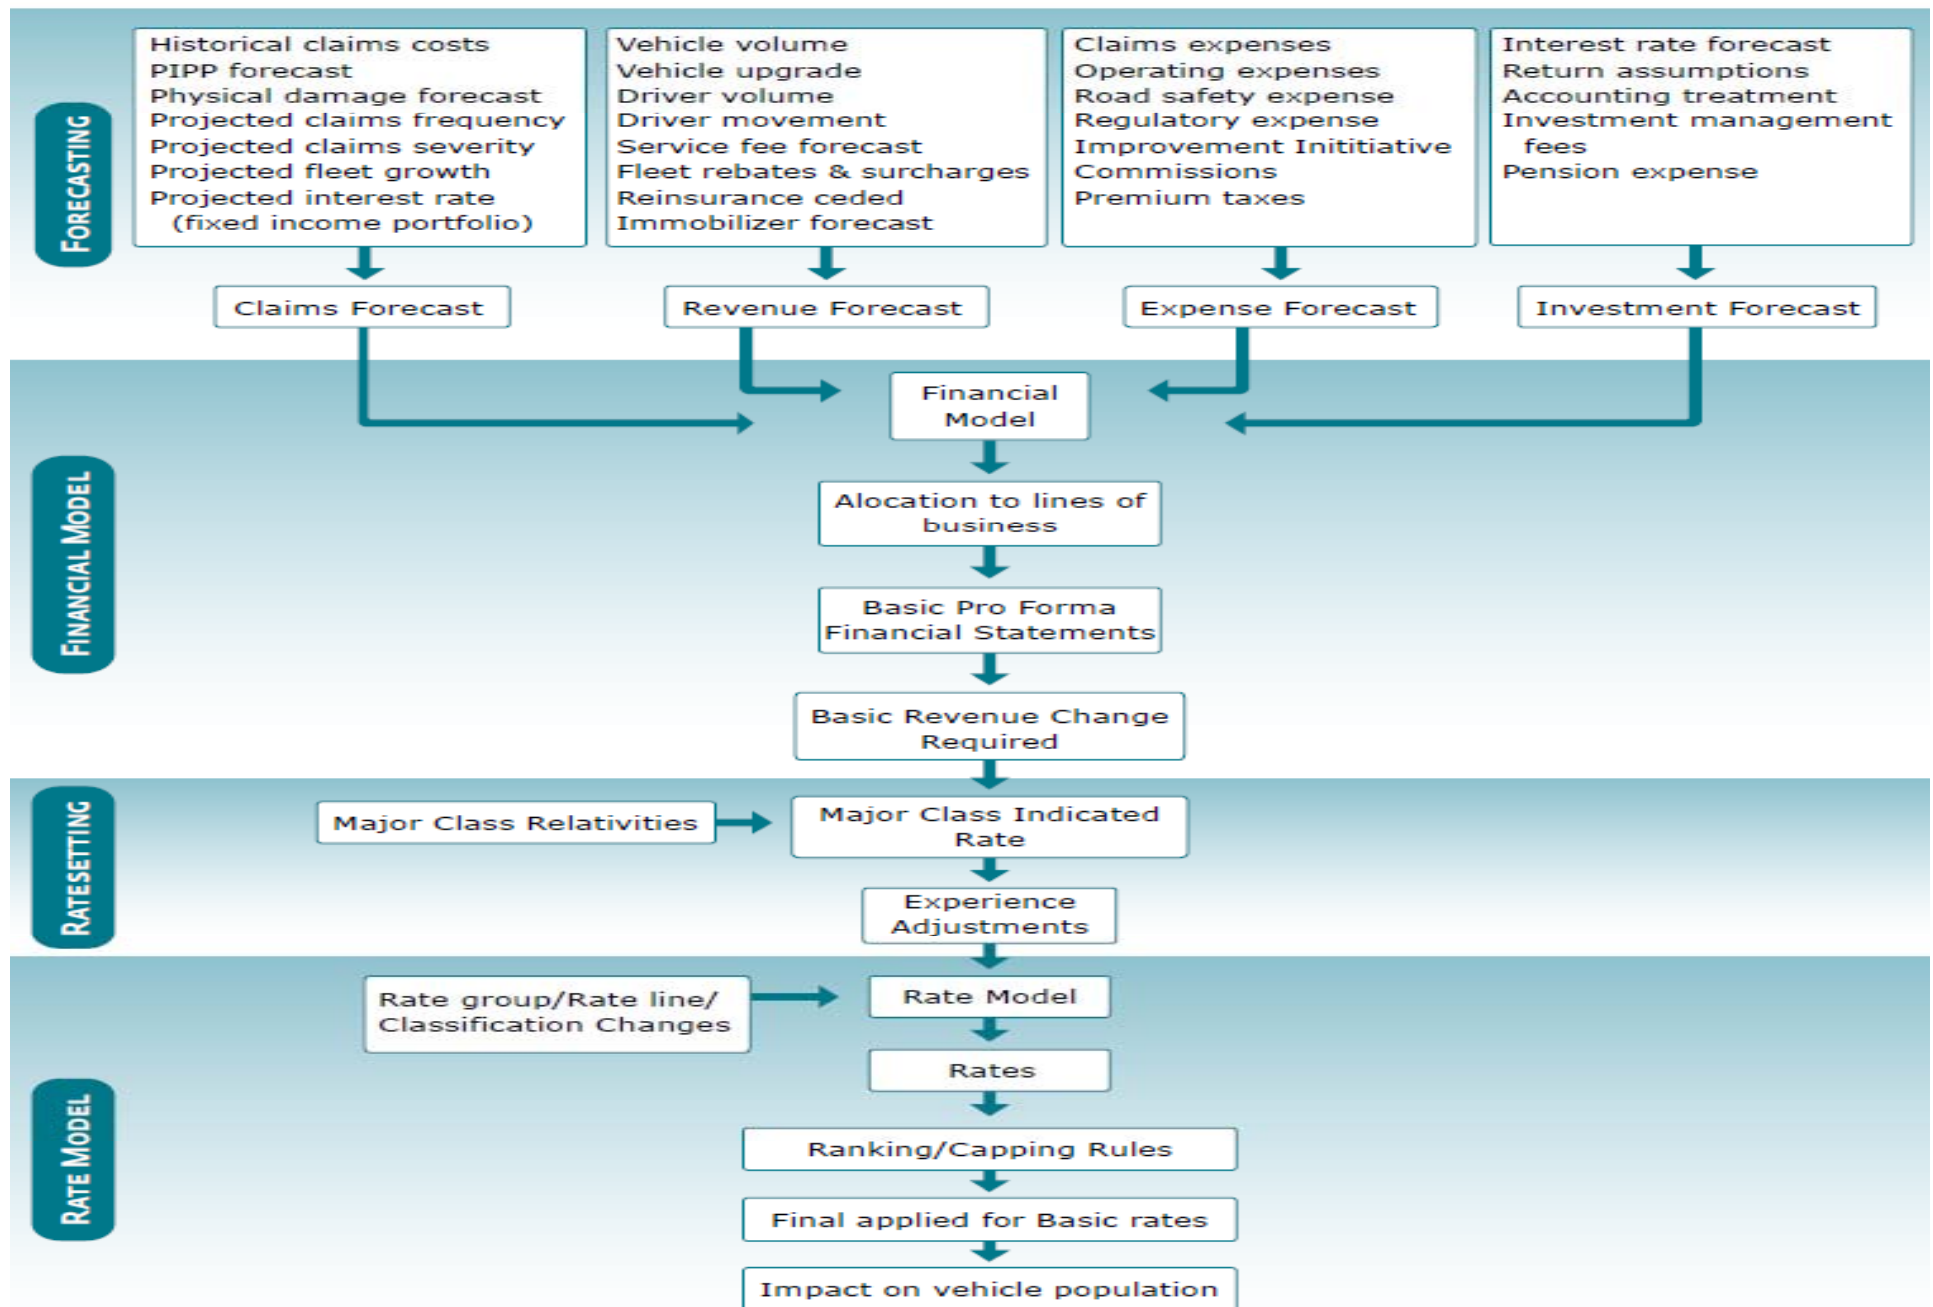 FORECASTING
Historical claims costs
PIPP forecast
Physical damage forecast
Projected claims frequency
Projected claims severity
Projected fleet growth
Projected interest rate
(fixed income portfolio)
Vehicle volume
Vehicle upgrade
Driver volume
Driver movement
Service fee forecast
Fleet rebates & surcharges
Reinsurance ceded
Immobilizer forecast
Claims expenses
Operating expenses
Road safety expense
Regulatory expense
Improvement Inititiative
Commissions
Premium taxes
Interest rate forecast
Return assumptions
Accounting treatment
Investment management
fees
Pension expense
Claims Forecast
Revenue Forecast
Expense Forecast
Investment Forecast
FINANCIAL MODEL
Financial
Model
Alocation to lines of
business
Basic Pro Forma
Financial Statements
Basic Revenue Change
Required
RATESETTING
Major Class Relativities
Major Class Indicated
Rate
Experience
Adjustments
RATE MODEL
Rate group/Rate line/
Classification Changes
Rate Model
Rates
Ranking/Capping Rules
Final applied for Basic rates
Impact on vehicle population